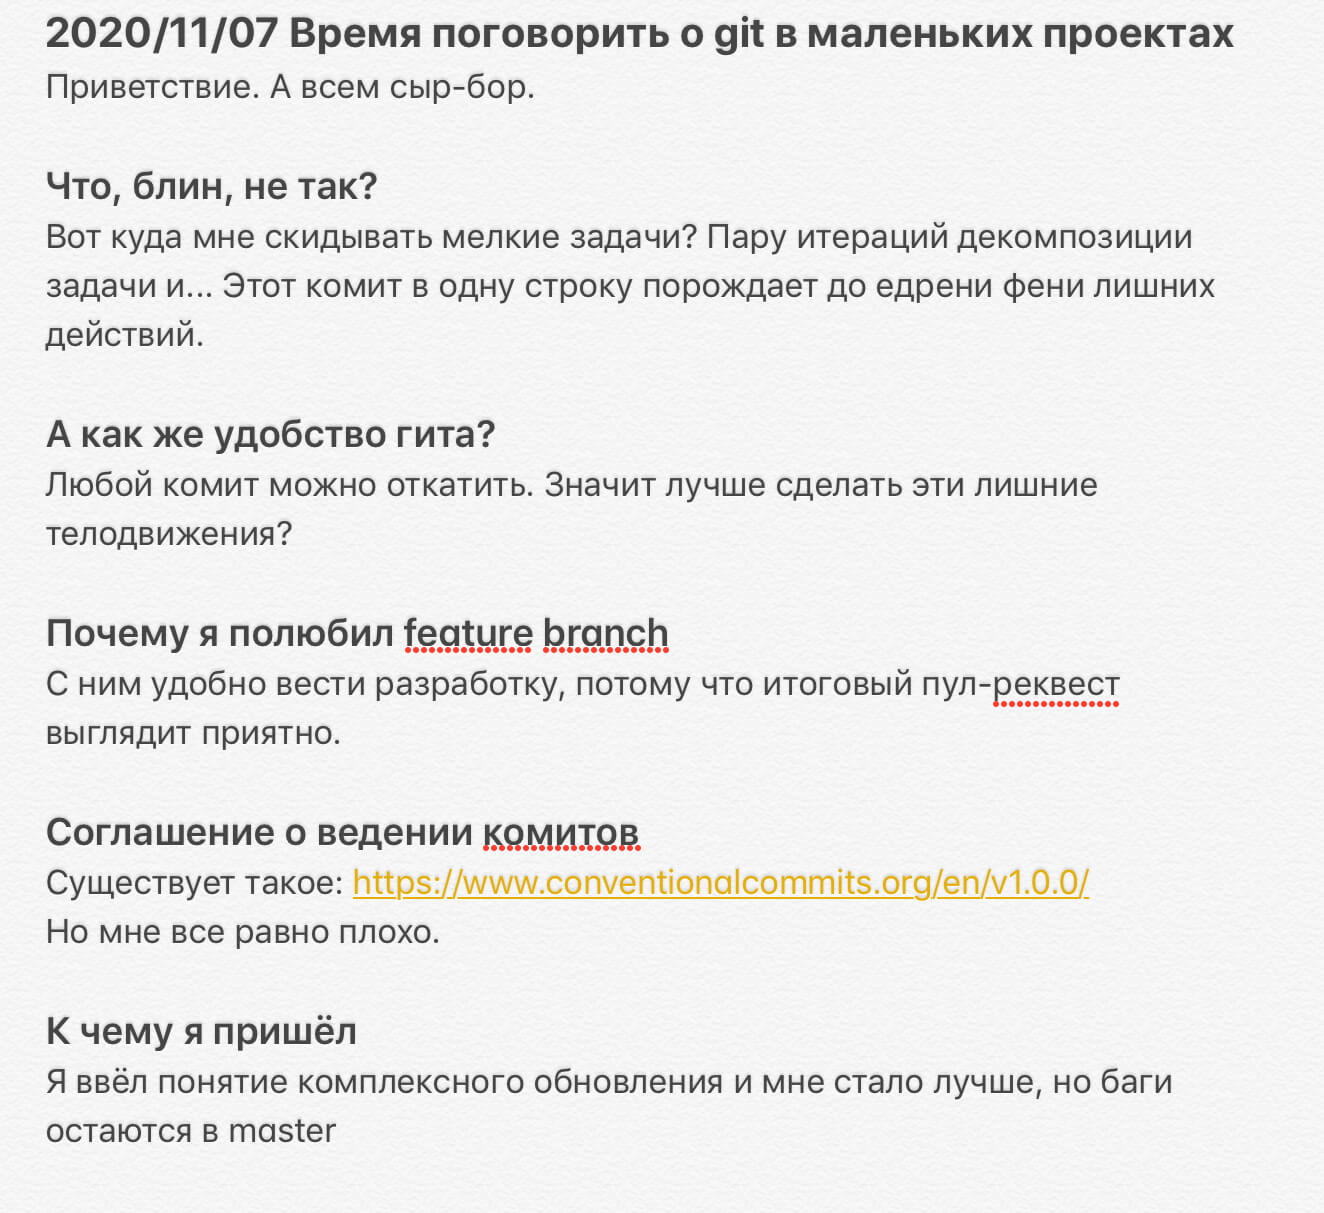 2020/11/07 Время поговорить о git в маленьких проектах
Приветствие. А всем сыр-бор.
Что, блин, не так?
Вот куда мне скидывать мелкие задачи? Пару итераций декомпозиции
задачи и... Этот комит в одну строку порождает до едрени фени лишних
действий.
А как же удобство гита?
Любой комит можно откатить. Значит лучше сделать эти лишние
телодвижения?
Почему я полюбил feature branch
С ним удобно вести разработку, потому что итоговый пул-реквест
выглядит приятно.
Соглашение о ведении комитов
Существует такое: https://www.conventionalcommits.org/en/v1.0.0/
Но мне все равно плохо.
К чему я пришёл
Я ввёл понятие комплексного обновления и мне стало лучше, но баги
остаются в master